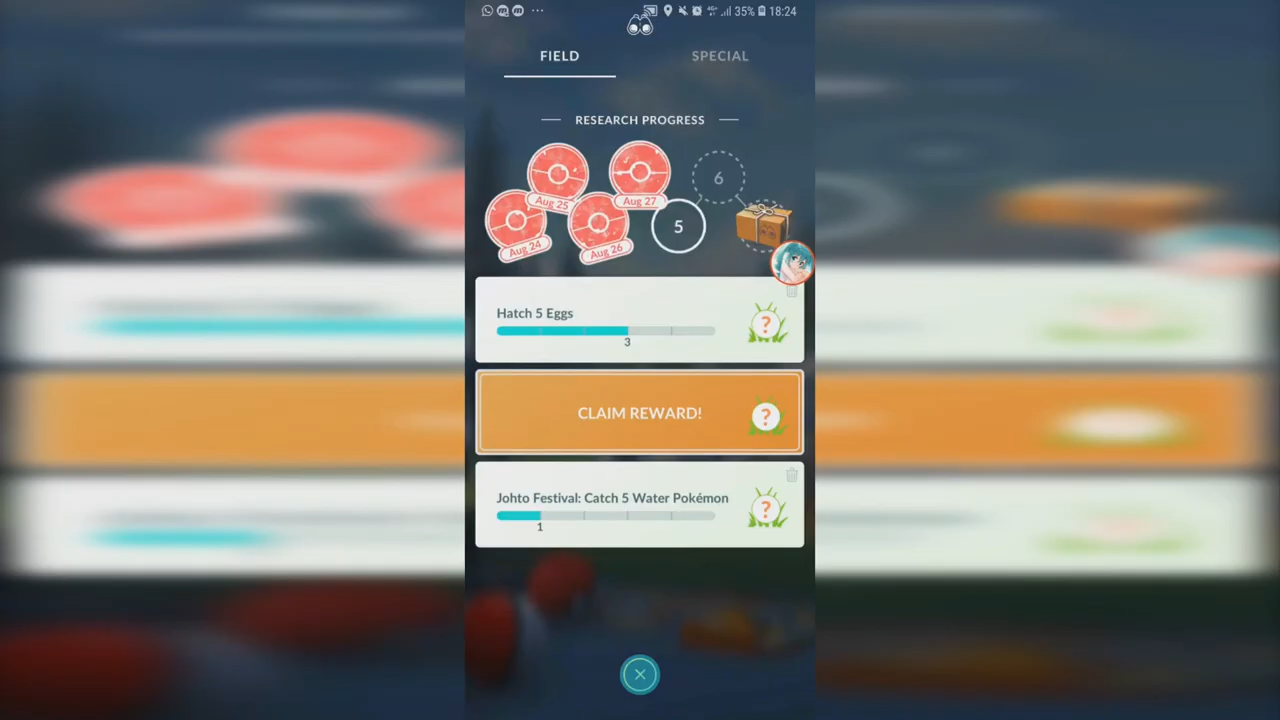 35% 18:24
FIELD SPECIAL
RESEARCH PROGRESS
Aug 24 Aug 25 Aug 26 Aug 27 5 6
Hatch 5 Eggs
3
?
CLAIM REWARD!
?
Johto Festival: Catch 5 Water Pokémon
1
?